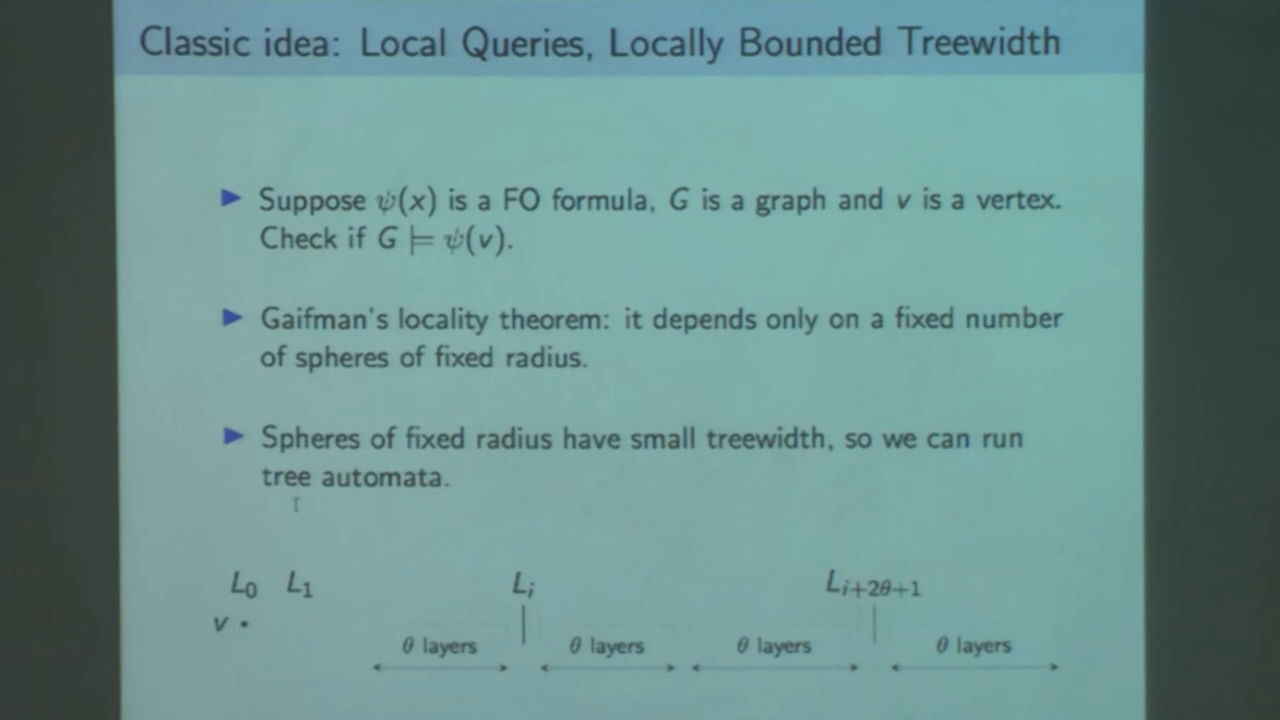 Classic idea: Local Queries, Locally Bounded Treewidth
▶ Suppose ψ(x) is a FO formula, G is a graph and v is a vertex.
Check if G ⊨ ψ(v).
▶ Gaifman's locality theorem: it depends only on a fixed number
of spheres of fixed radius.
▶ Spheres of fixed radius have small treewidth, so we can run
tree automata.
L₀ L₁ Lᵢ L_{i+2θ+1}
v •
θ layers θ layers θ layers θ layers